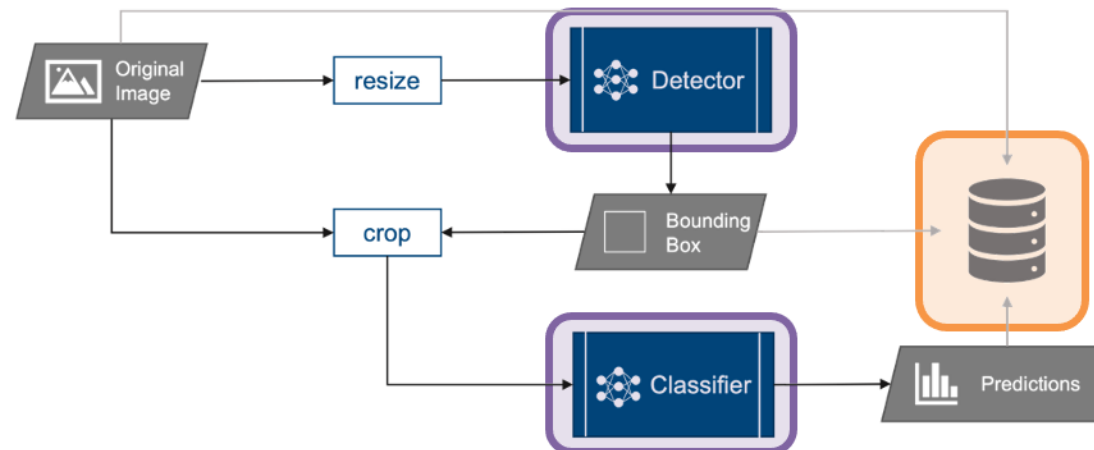 Original
Image
resize
Detector
crop
Bounding
Box
Classifier
Predictions